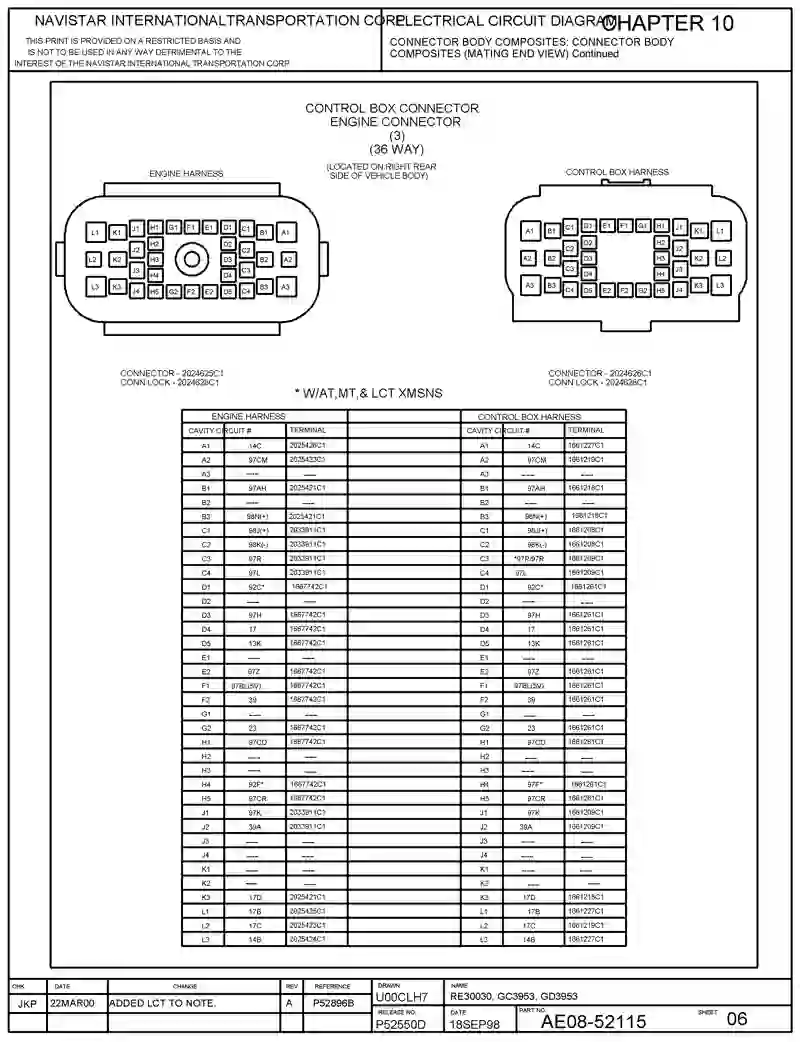 NAVISTAR INTERNATIONALTRANSPORTATION CORP.
THIS PRINT IS PROVIDED ON A RESTRICTED BASIS AND
IS NOT TO BE USED IN ANY WAY DETRIMENTAL TO THE
INTEREST OF THE NAVISTAR INTERNATIONAL TRANSPORTATION CORP
ELECTRICAL CIRCUIT DIAGRAM
CHAPTER 10
CONNECTOR BODY COMPOSITES: CONNECTOR BODY
COMPOSITES (MATING END VIEW) Continued
CONTROL BOX CONNECTOR
ENGINE CONNECTOR
(3)
(36 WAY)
(LOCATED ON RIGHT REAR
SIDE OF VEHICLE BODY)
ENGINE HARNESS
L1 K1 J1 H1 G1 F1 E1 D1 C1 B1 A1
J2 H2 D2 C2
L2 K2 H3 D3 B2 A2
J3 H4 D4 C3
L3 K3 J4 H5 G2 F2 E2 D5 C4 B3 A3
CONTROL BOX HARNESS
A1 B1 C1 D1 E1 F1 G1 H1 J1 K1 L1
C2 D2 H2 J2
A2 B2 D3 H3 K2 L2
C3 D4 H4 J3
A3 B3 C4 D5 E2 F2 G2 H5 J4 K3 L3
CONNECTOR - 2024625C1
CONN LOCK - 2024628C1
CONNECTOR - 2024626C1
CONN LOCK - 2024628C1
* W/AT,MT,& LCT XMSNS
ENGINE HARNESS CONTROL BOX HARNESS
CAVITY CIRCUIT # TERMINAL CAVITY CIRCUIT # TERMINAL
A1 14C 2025426C1 A1 14C 1661227C1
A2 97CM 2025423C1 A2 97CM 1661219C1
A3 ---- ---- A3 ---- ----
B1 97AH 2025421C1 B1 97AH 1661218C1
B2 ---- ---- B2 ---- ----
B3 98N(+) 2025421C1 B3 98N(+) 1661218C1
C1 98J(+) 2033911C1 C1 98J(+) 1661208C1
C2 98K(-) 2033911C1 C2 98K(-) 1661208C1
C3 97R 2033911C1 C3 *97R/97R 1661209C1
C4 97L 2033911C1 C4 97L 1661209C1
D1 92C* 1667742C1 D1 92C* 1661261C1
D2 ---- ---- D2 ---- ----
D3 97H 1667742C1 D3 97H 1661261C1
D4 17 1667742C1 D4 17 1661261C1
D5 13K 1667742C1 D5 13K 1661261C1
E1 ---- ---- E1 ---- ----
E2 97Z 1667742C1 E2 97Z 1661261C1
F1 97BL(5V) 1667742C1 F1 97BL(5V) 1661261C1
F2 39 1667742C1 F2 39 1661261C1
G1 ---- ---- G1 ---- ----
G2 23 1667742C1 G2 23 1661261C1
H1 97CD 1667742C1 H1 97CD 1661261C1
H2 ---- ---- H2 ---- ----
H3 ---- ---- H3 ---- ----
H4 92F* 1667742C1 H4 97F* 1661261C1
H5 97CR 1667742C1 H5 97CR 1661261C1
J1 97K 2033911C1 J1 97K 1661209C1
J2 39A 2033911C1 J2 39A 1661209C1
J3 ---- ---- J3 ---- ----
J4 ---- ---- J4 ---- ----
K1 ---- ---- K1 ---- ----
K2 ---- ---- K2 ---- ----
K3 17D 2025421C1 K3 17D 1661218C1
L1 17B L1 17B 1661227C1
L2 17C 2025423C1 L2 17C 1661219C1
L3 14B L3 14B 1661227C1
CHK DATE CHANGE REV REFERENCE DRAWN NAME
JKP 22MAR00 ADDED LCT TO NOTE. A P52896B U00CLH7 RE30030, GC3953, GD3953
RELEASE NO. DATE PART NO. SHEET
P52550D 18SEP98 AE08-52115 06